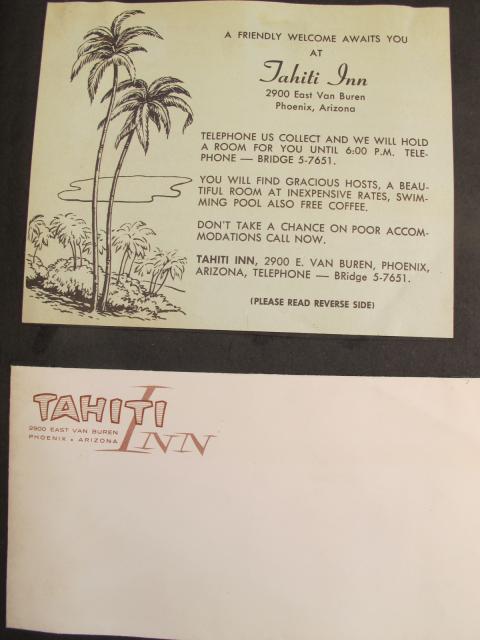 A FRIENDLY WELCOME AWAITS YOU
AT
Tahiti Inn
2900 East Van Buren
Phoenix, Arizona
TELEPHONE US COLLECT AND WE WILL HOLD
A ROOM FOR YOU UNTIL 6:00 P.M. TELE-
PHONE — BRIDGE 5-7651.
YOU WILL FIND GRACIOUS HOSTS, A BEAU-
TIFUL ROOM AT INEXPENSIVE RATES, SWIM-
MING POOL ALSO FREE COFFEE.
DON'T TAKE A CHANCE ON POOR ACCOM-
MODATIONS CALL NOW.
TAHITI INN, 2900 E. VAN BUREN, PHOENIX,
ARIZONA, TELEPHONE — BRidge 5-7651.
(PLEASE READ REVERSE SIDE)
TAHITI
INN
2900 EAST VAN BUREN
PHOENIX • ARIZONA